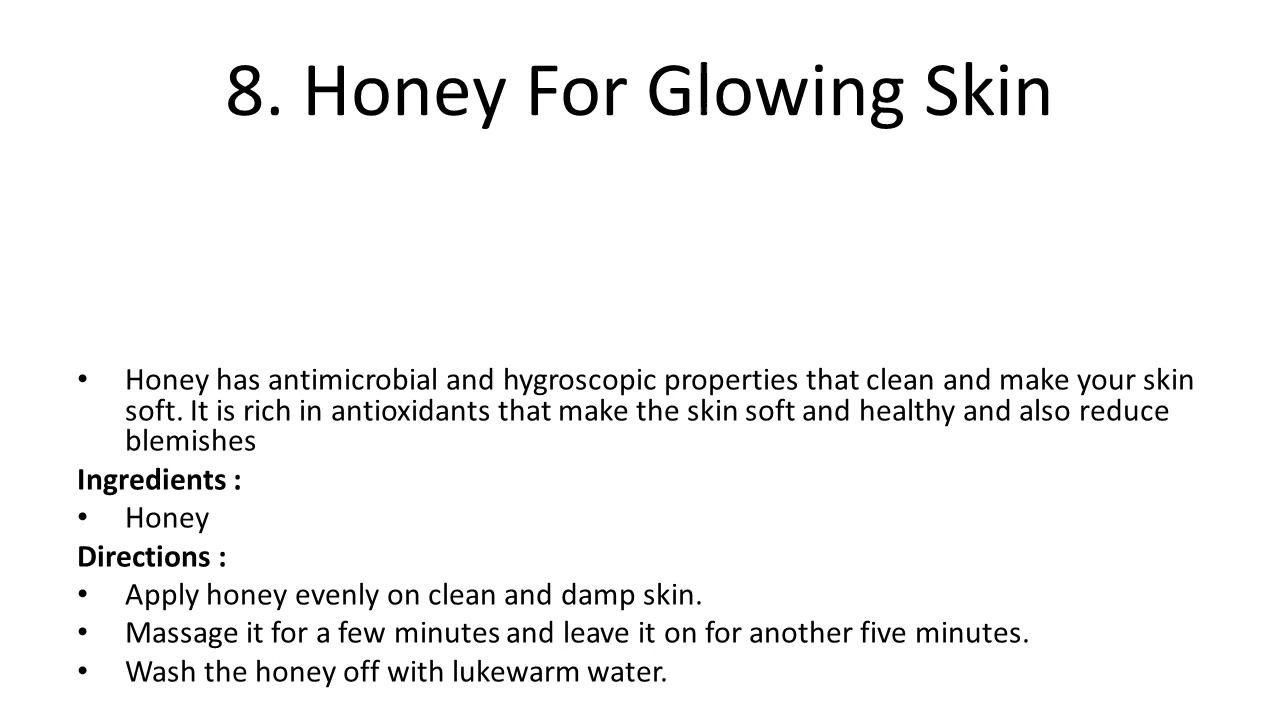 8. Honey For Glowing Skin
• Honey has antimicrobial and hygroscopic properties that clean and make your skin
soft. It is rich in antioxidants that make the skin soft and healthy and also reduce
blemishes
Ingredients :
• Honey
Directions :
• Apply honey evenly on clean and damp skin.
• Massage it for a few minutes and leave it on for another five minutes.
• Wash the honey off with lukewarm water.